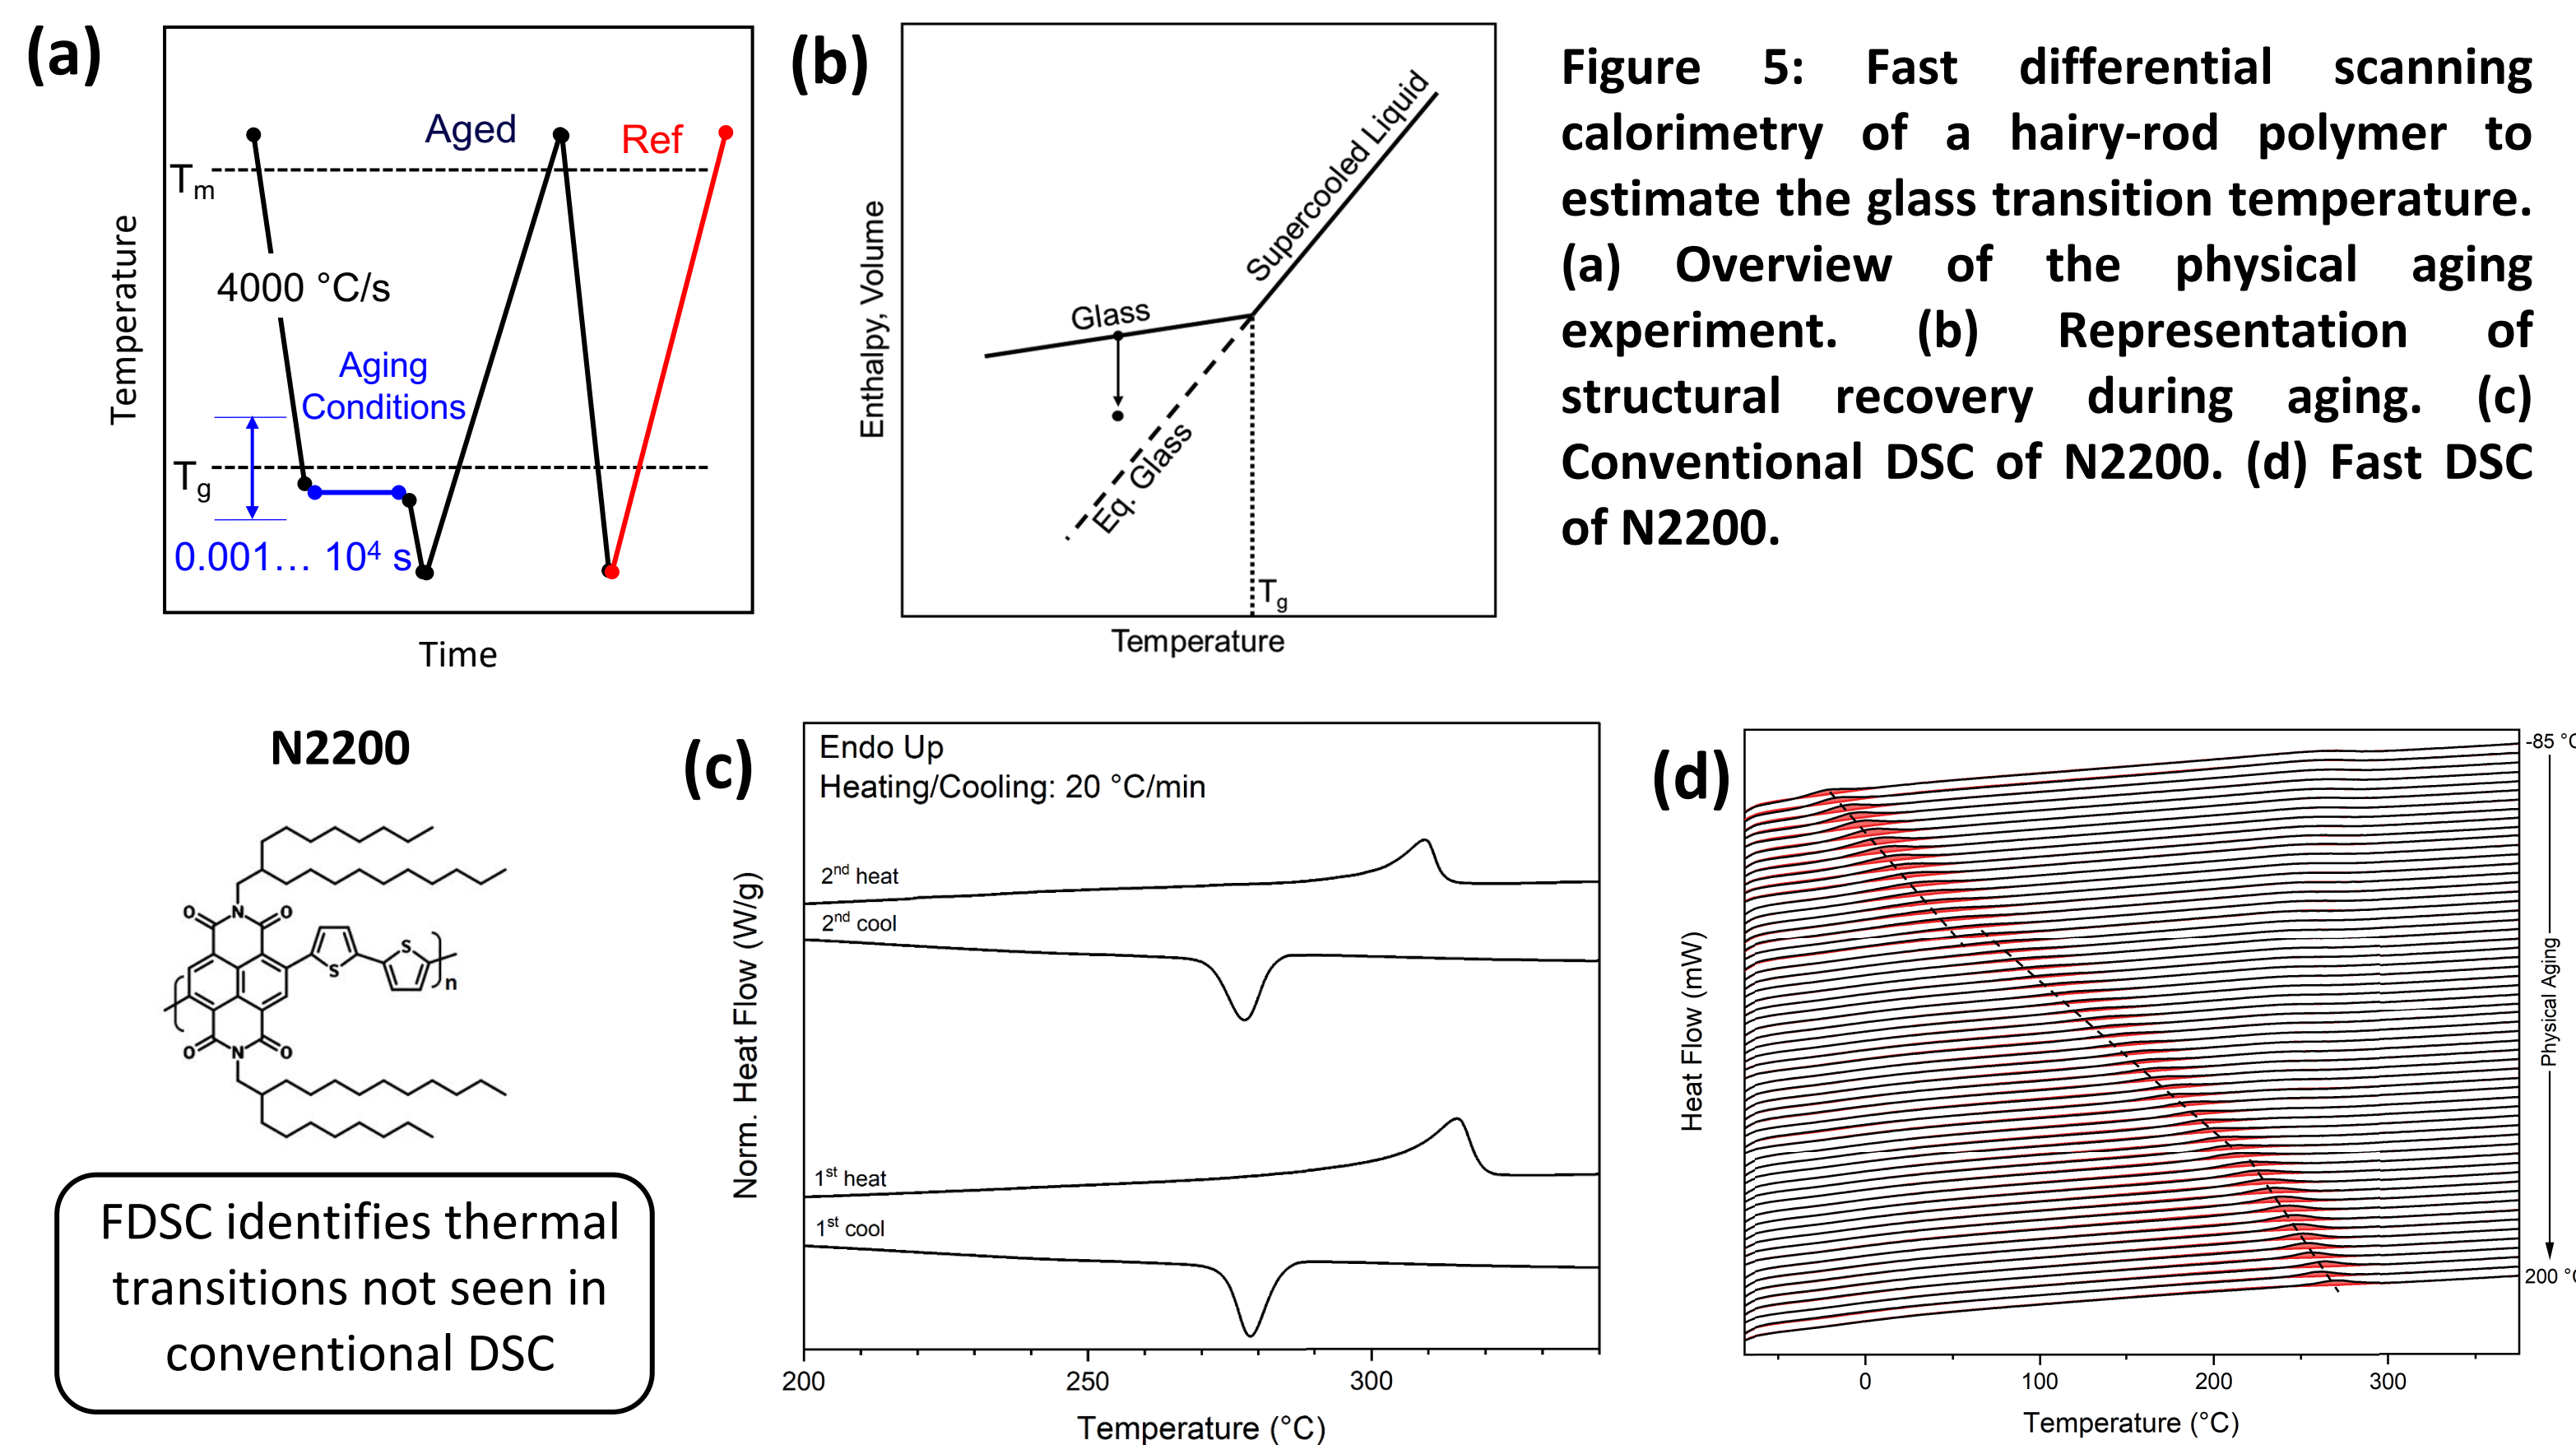 (a)
Aged
Ref
Tm
4000 °C/s
Aging
Conditions
Tg
0.001... 10⁴ s
Temperature
Time
(b)
Enthalpy, Volume
Glass
Supercooled Liquid
Eq. Glass
Tg
Temperature
Figure 5: Fast differential scanning
calorimetry of a hairy-rod polymer to
estimate the glass transition temperature.
(a) Overview of the physical aging
experiment. (b) Representation of
structural recovery during aging. (c)
Conventional DSC of N2200. (d) Fast DSC
of N2200.
N2200
O N O
S
S
n
O N O
FDSC identifies thermal
transitions not seen in
conventional DSC
(c)
Endo Up
Heating/Cooling: 20 °C/min
2nd heat
2nd cool
1st heat
1st cool
Norm. Heat Flow (W/g)
200 250 300
Temperature (°C)
(d)
-85 °C
Physical Aging
200 °C
Heat Flow (mW)
0 100 200 300
Temperature (°C)